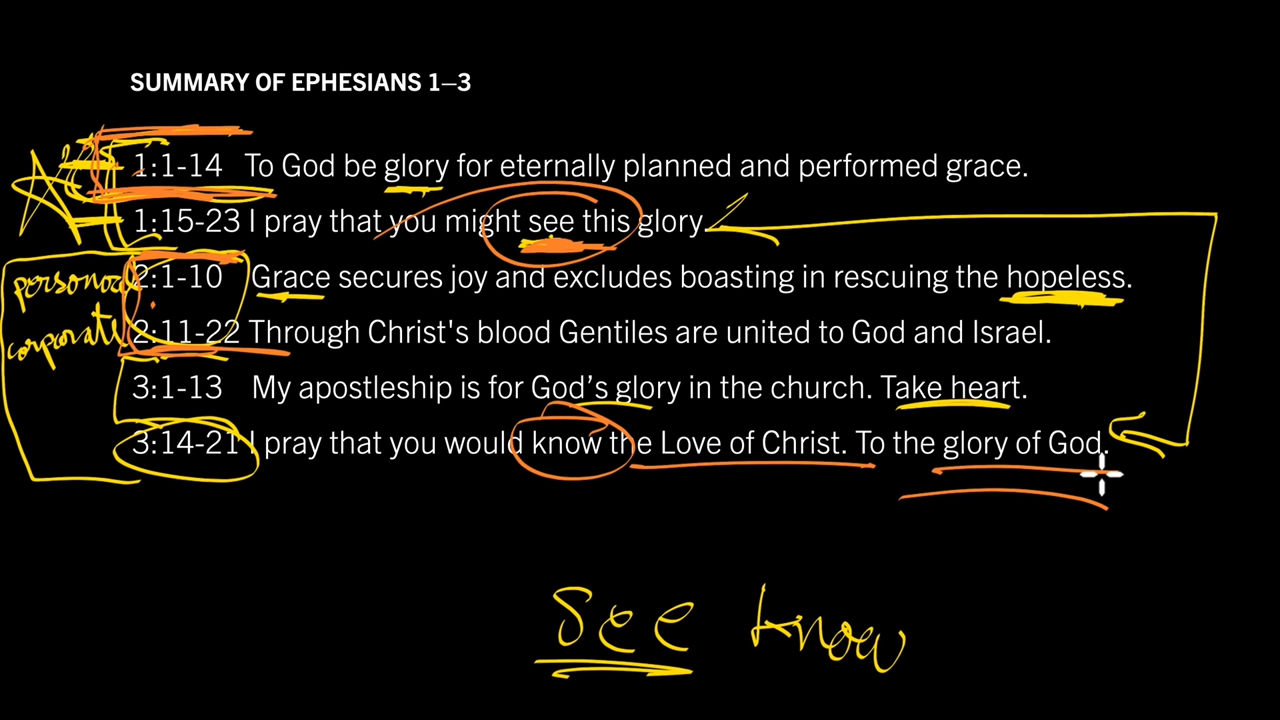 SUMMARY OF EPHESIANS 1–3
1:1-14 To God be glory for eternally planned and performed grace.
1:15-23 I pray that you might see this glory.
personal 2:1-10 Grace secures joy and excludes boasting in rescuing the hopeless.
corporate 2:11-22 Through Christ's blood Gentiles are united to God and Israel.
3:1-13 My apostleship is for God’s glory in the church. Take heart.
3:14-21 I pray that you would know the Love of Christ. To the glory of God.
See know